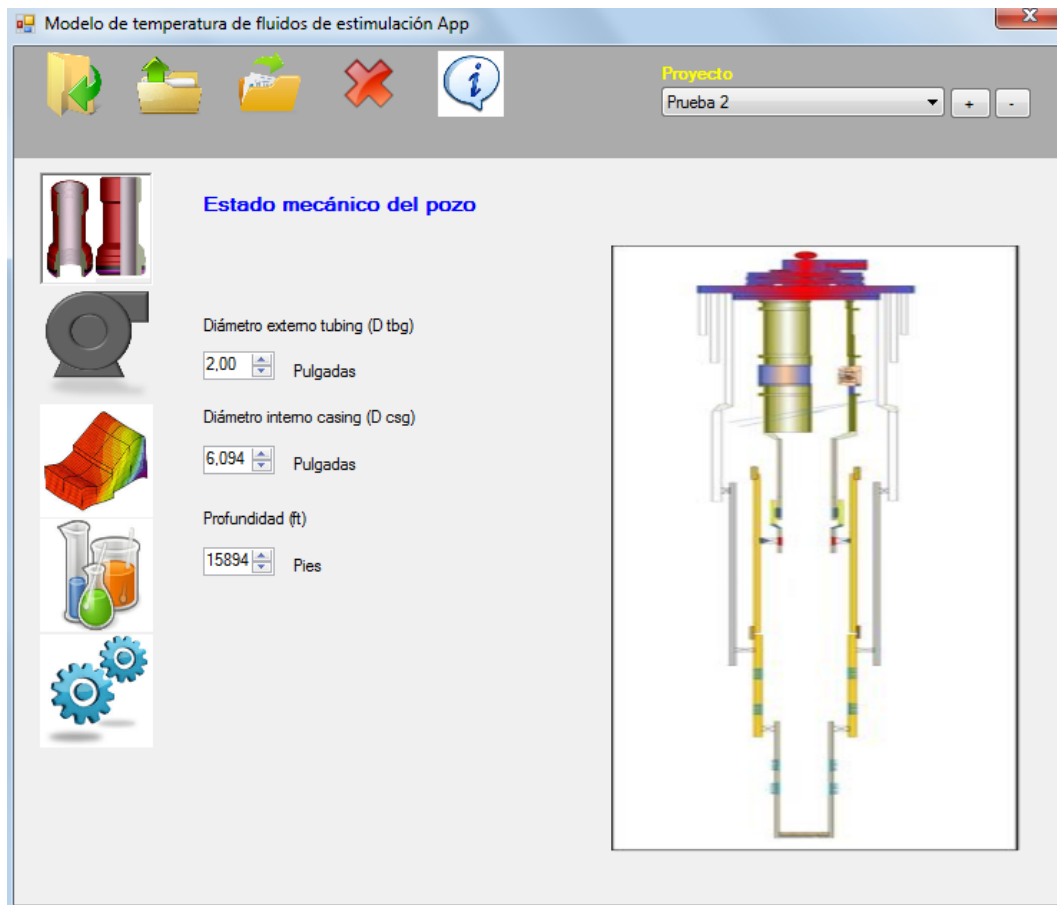 Modelo de temperatura de fluidos de estimulación App
Proyecto
Prueba 2
+ -
Estado mecánico del pozo
Diámetro externo tubing (D tbg)
2,00 Pulgadas
Diámetro interno casing (D csg)
6,094 Pulgadas
Profundidad (ft)
15894 Pies